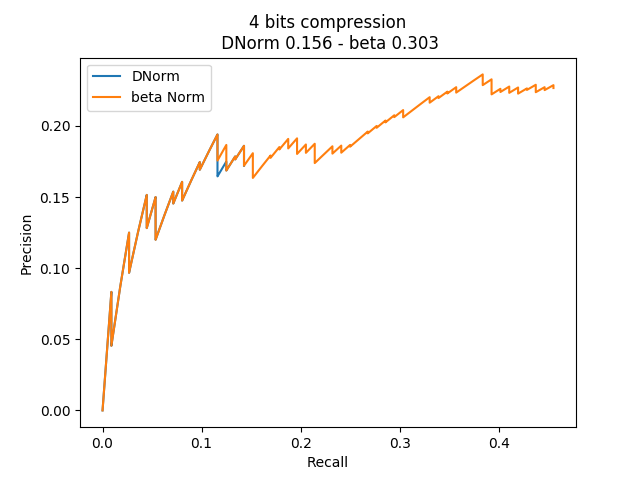 4 bits compression
DNorm 0.156 - beta 0.303
DNorm
beta Norm
Precision
0.20
0.15
0.10
0.05
0.00
0.0 0.1 0.2 0.3 0.4
Recall